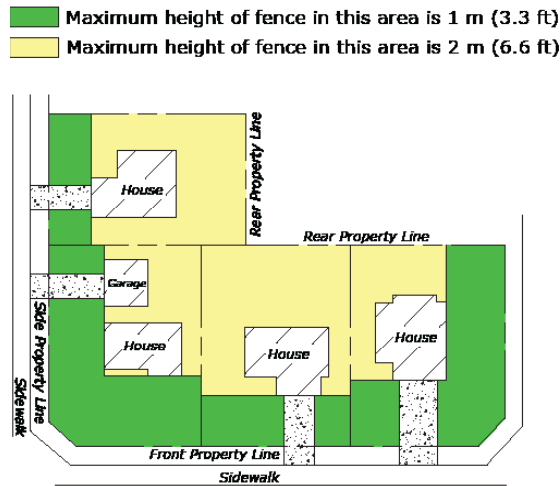 Maximum height of fence in this area is 1 m (3.3 ft)
Maximum height of fence in this area is 2 m (6.6 ft)
Rear Property Line
House
Rear Property Line
Garage
Side Property Line
Sidewalk
House
House
House
Front Property Line
Sidewalk